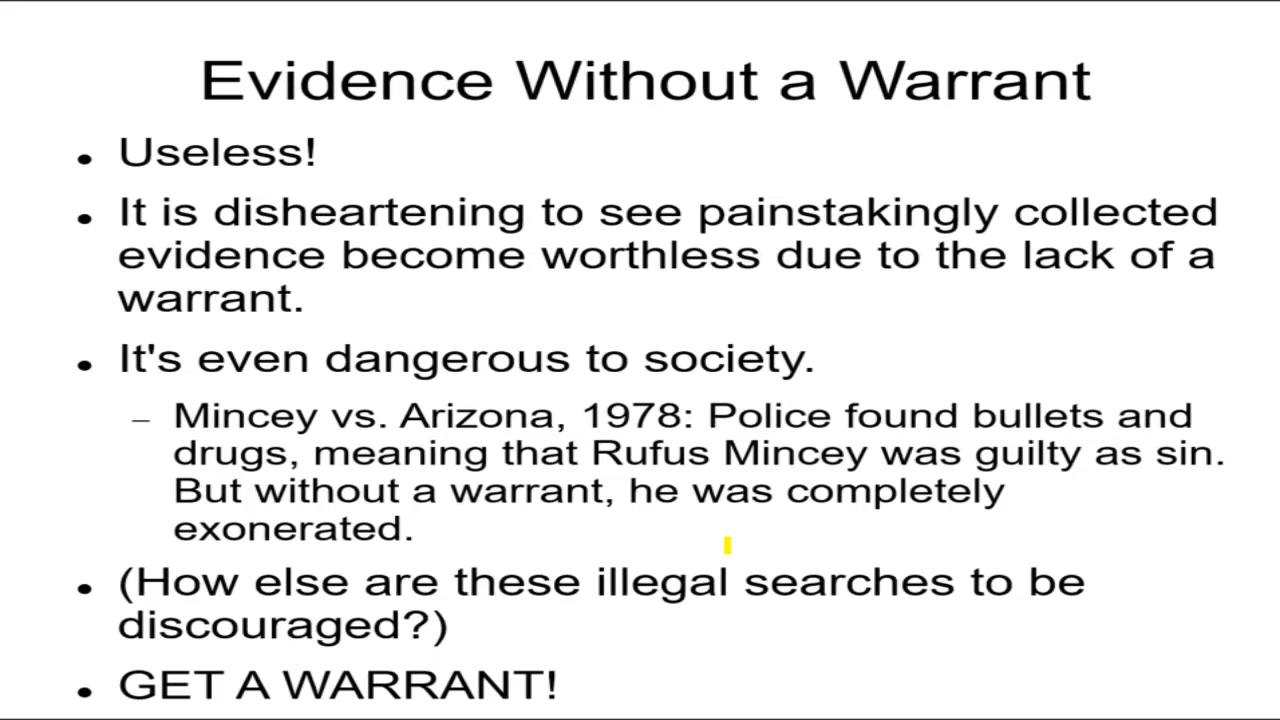 Evidence Without a Warrant
● Useless!
● It is disheartening to see painstakingly collected
evidence become worthless due to the lack of a
warrant.
● It's even dangerous to society.
– Mincey vs. Arizona, 1978: Police found bullets and
drugs, meaning that Rufus Mincey was guilty as sin.
But without a warrant, he was completely
exonerated.
● (How else are these illegal searches to be
discouraged?)
● GET A WARRANT!